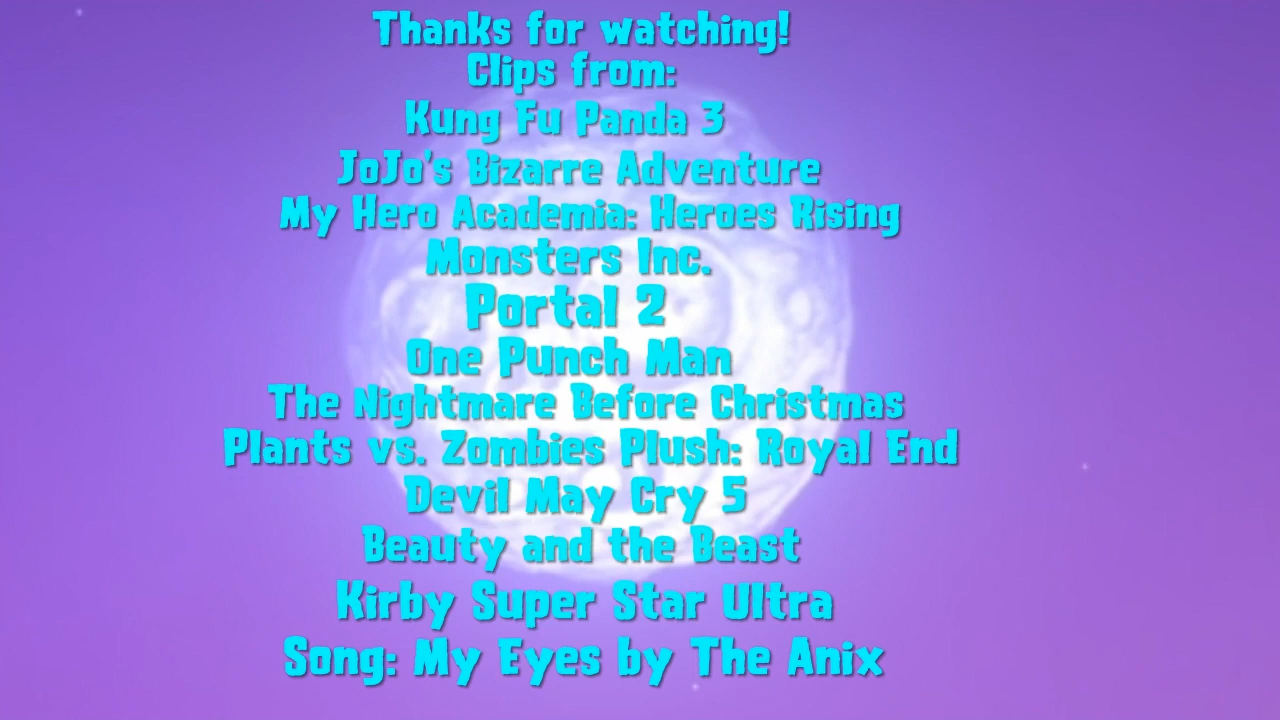 Thanks for watching!
Clips from:
Kung Fu Panda 3
JoJo's Bizarre Adventure
My Hero Academia: Heroes Rising
Monsters Inc.
Portal 2
One Punch Man
The Nightmare Before Christmas
Plants vs. Zombies Plush: Royal End
Devil May Cry 5
Beauty and the Beast
Kirby Super Star Ultra
Song: My Eyes by The Anix